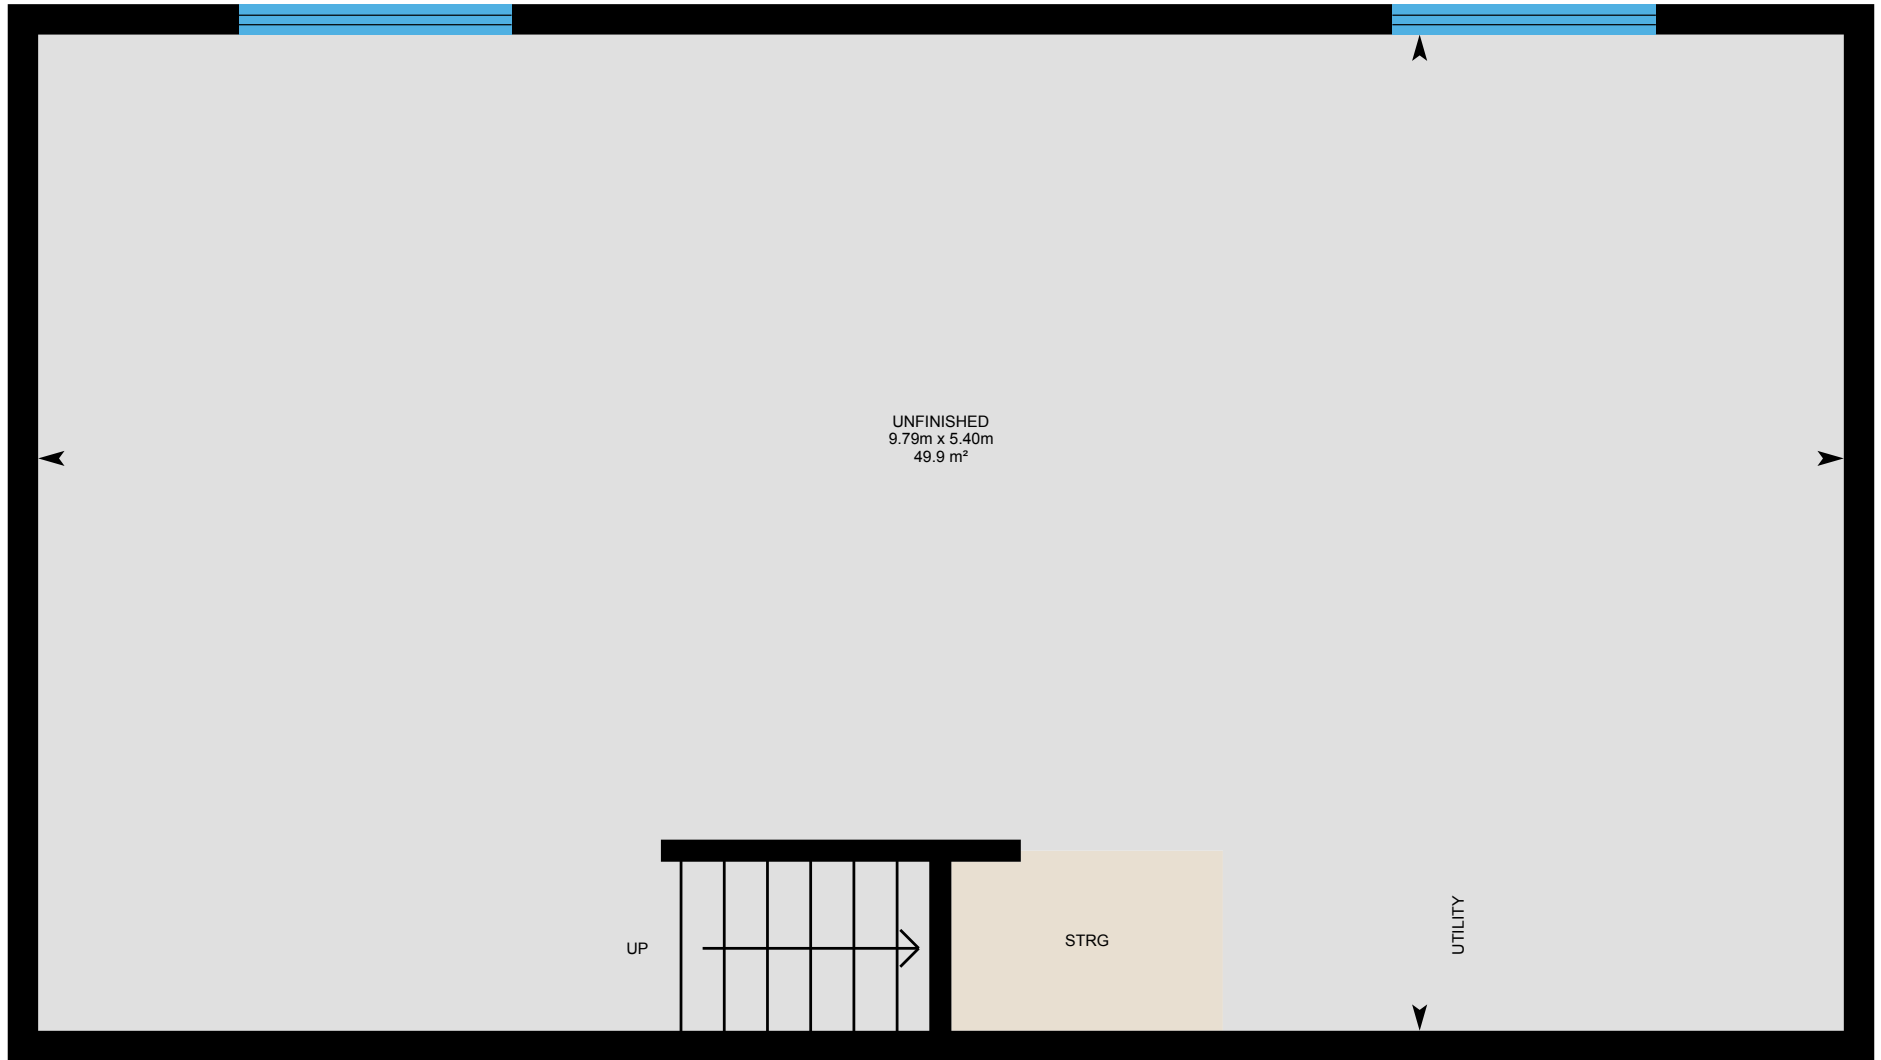 UNFINISHED
9.79m x 5.40m
49.9 m²
UP
STRG
UTILITY